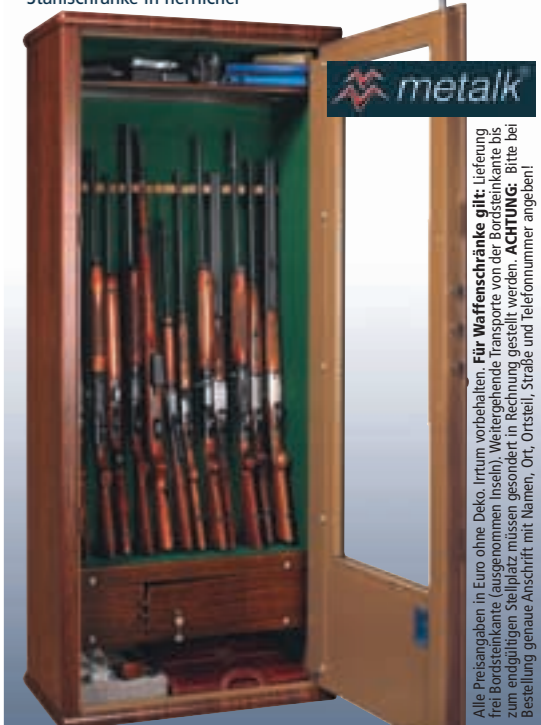 Stahlschränke in herrlicher
metalk®
Alle Preisangaben in Euro ohne Deko. Irrtum vorbehalten. Für Waffenschränke gilt: Lieferung
frei Bordsteinkante (ausgenommen Inseln). Weitergehende Transporte von der Bordsteinkante bis
zum endgültigen Stellplatz müssen gesondert in Rechnung gestellt werden. ACHTUNG: Bitte bei
Bestellung genaue Anschrift mit Namen, Ort, Ortsteil, Straße und Telefonnummer angeben!